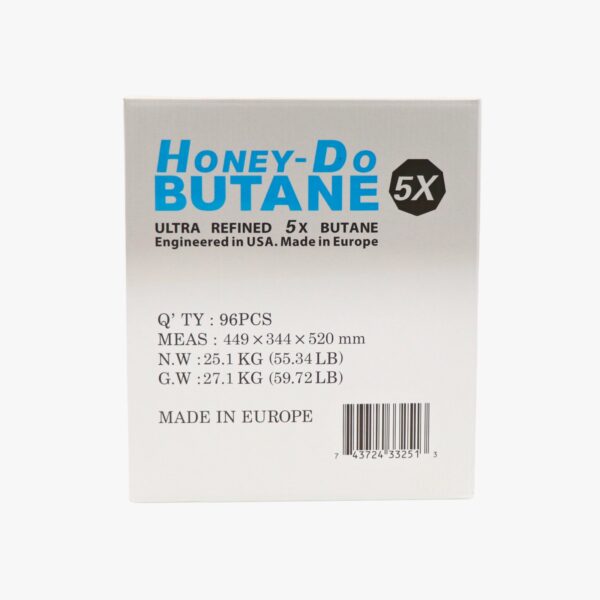 HONEY-DO
BUTANE 5X
ULTRA REFINED 5X BUTANE
Engineered in USA. Made in Europe
Q' TY : 96PCS
MEAS : 449×344×520 mm
N.W : 25.1 KG (55.34 LB)
G.W : 27.1 KG (59.72 LB)
MADE IN EUROPE
7 43724 33251 3